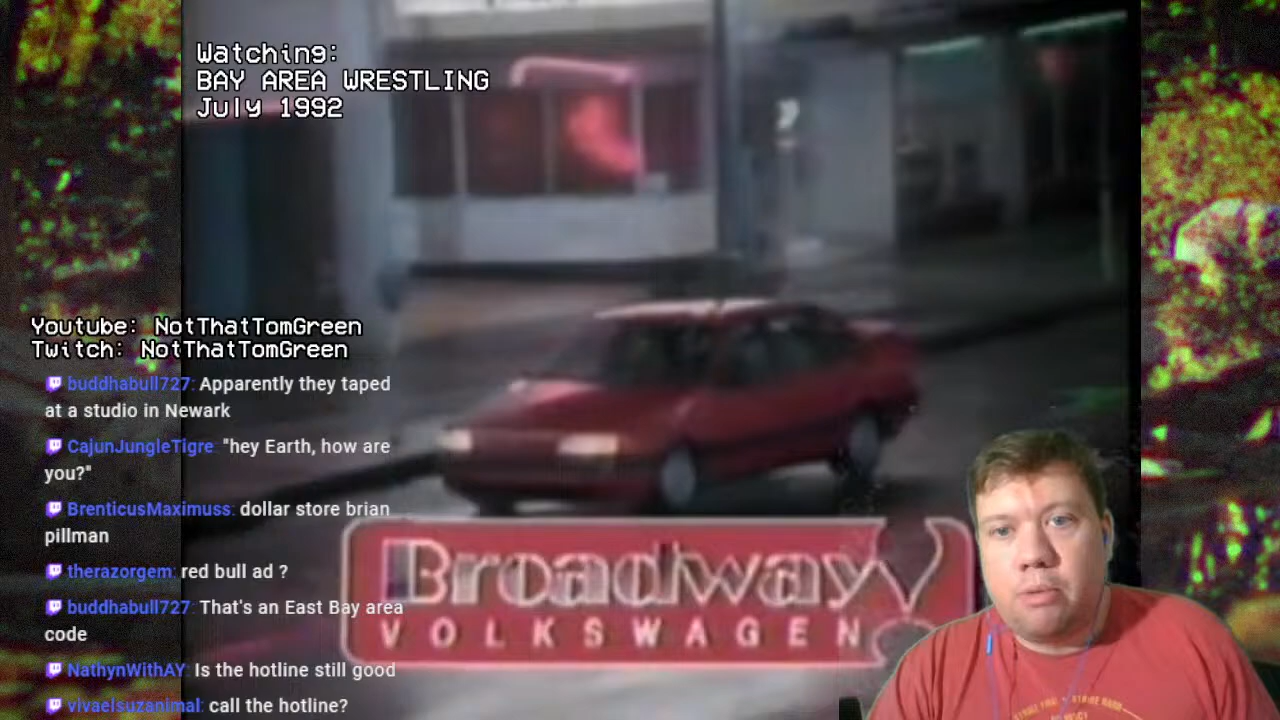 Watching:
BAY AREA WRESTLING
July 1992
Youtube: NotThatTomGreen
Twitch: NotThatTomGreen
buddhabull727: Apparently they taped
at a studio in Newark
CajunJungleTigre: "hey Earth, how are
you?"
BrenticusMaximuss: dollar store brian
pillman
therazorgem: red bull ad ?
buddhabull727: That's an East Bay area
code
NathynWithAY: Is the hotline still good
vivaelsuzanimal: call the hotline?
Broadway
VOLKSWAGEN